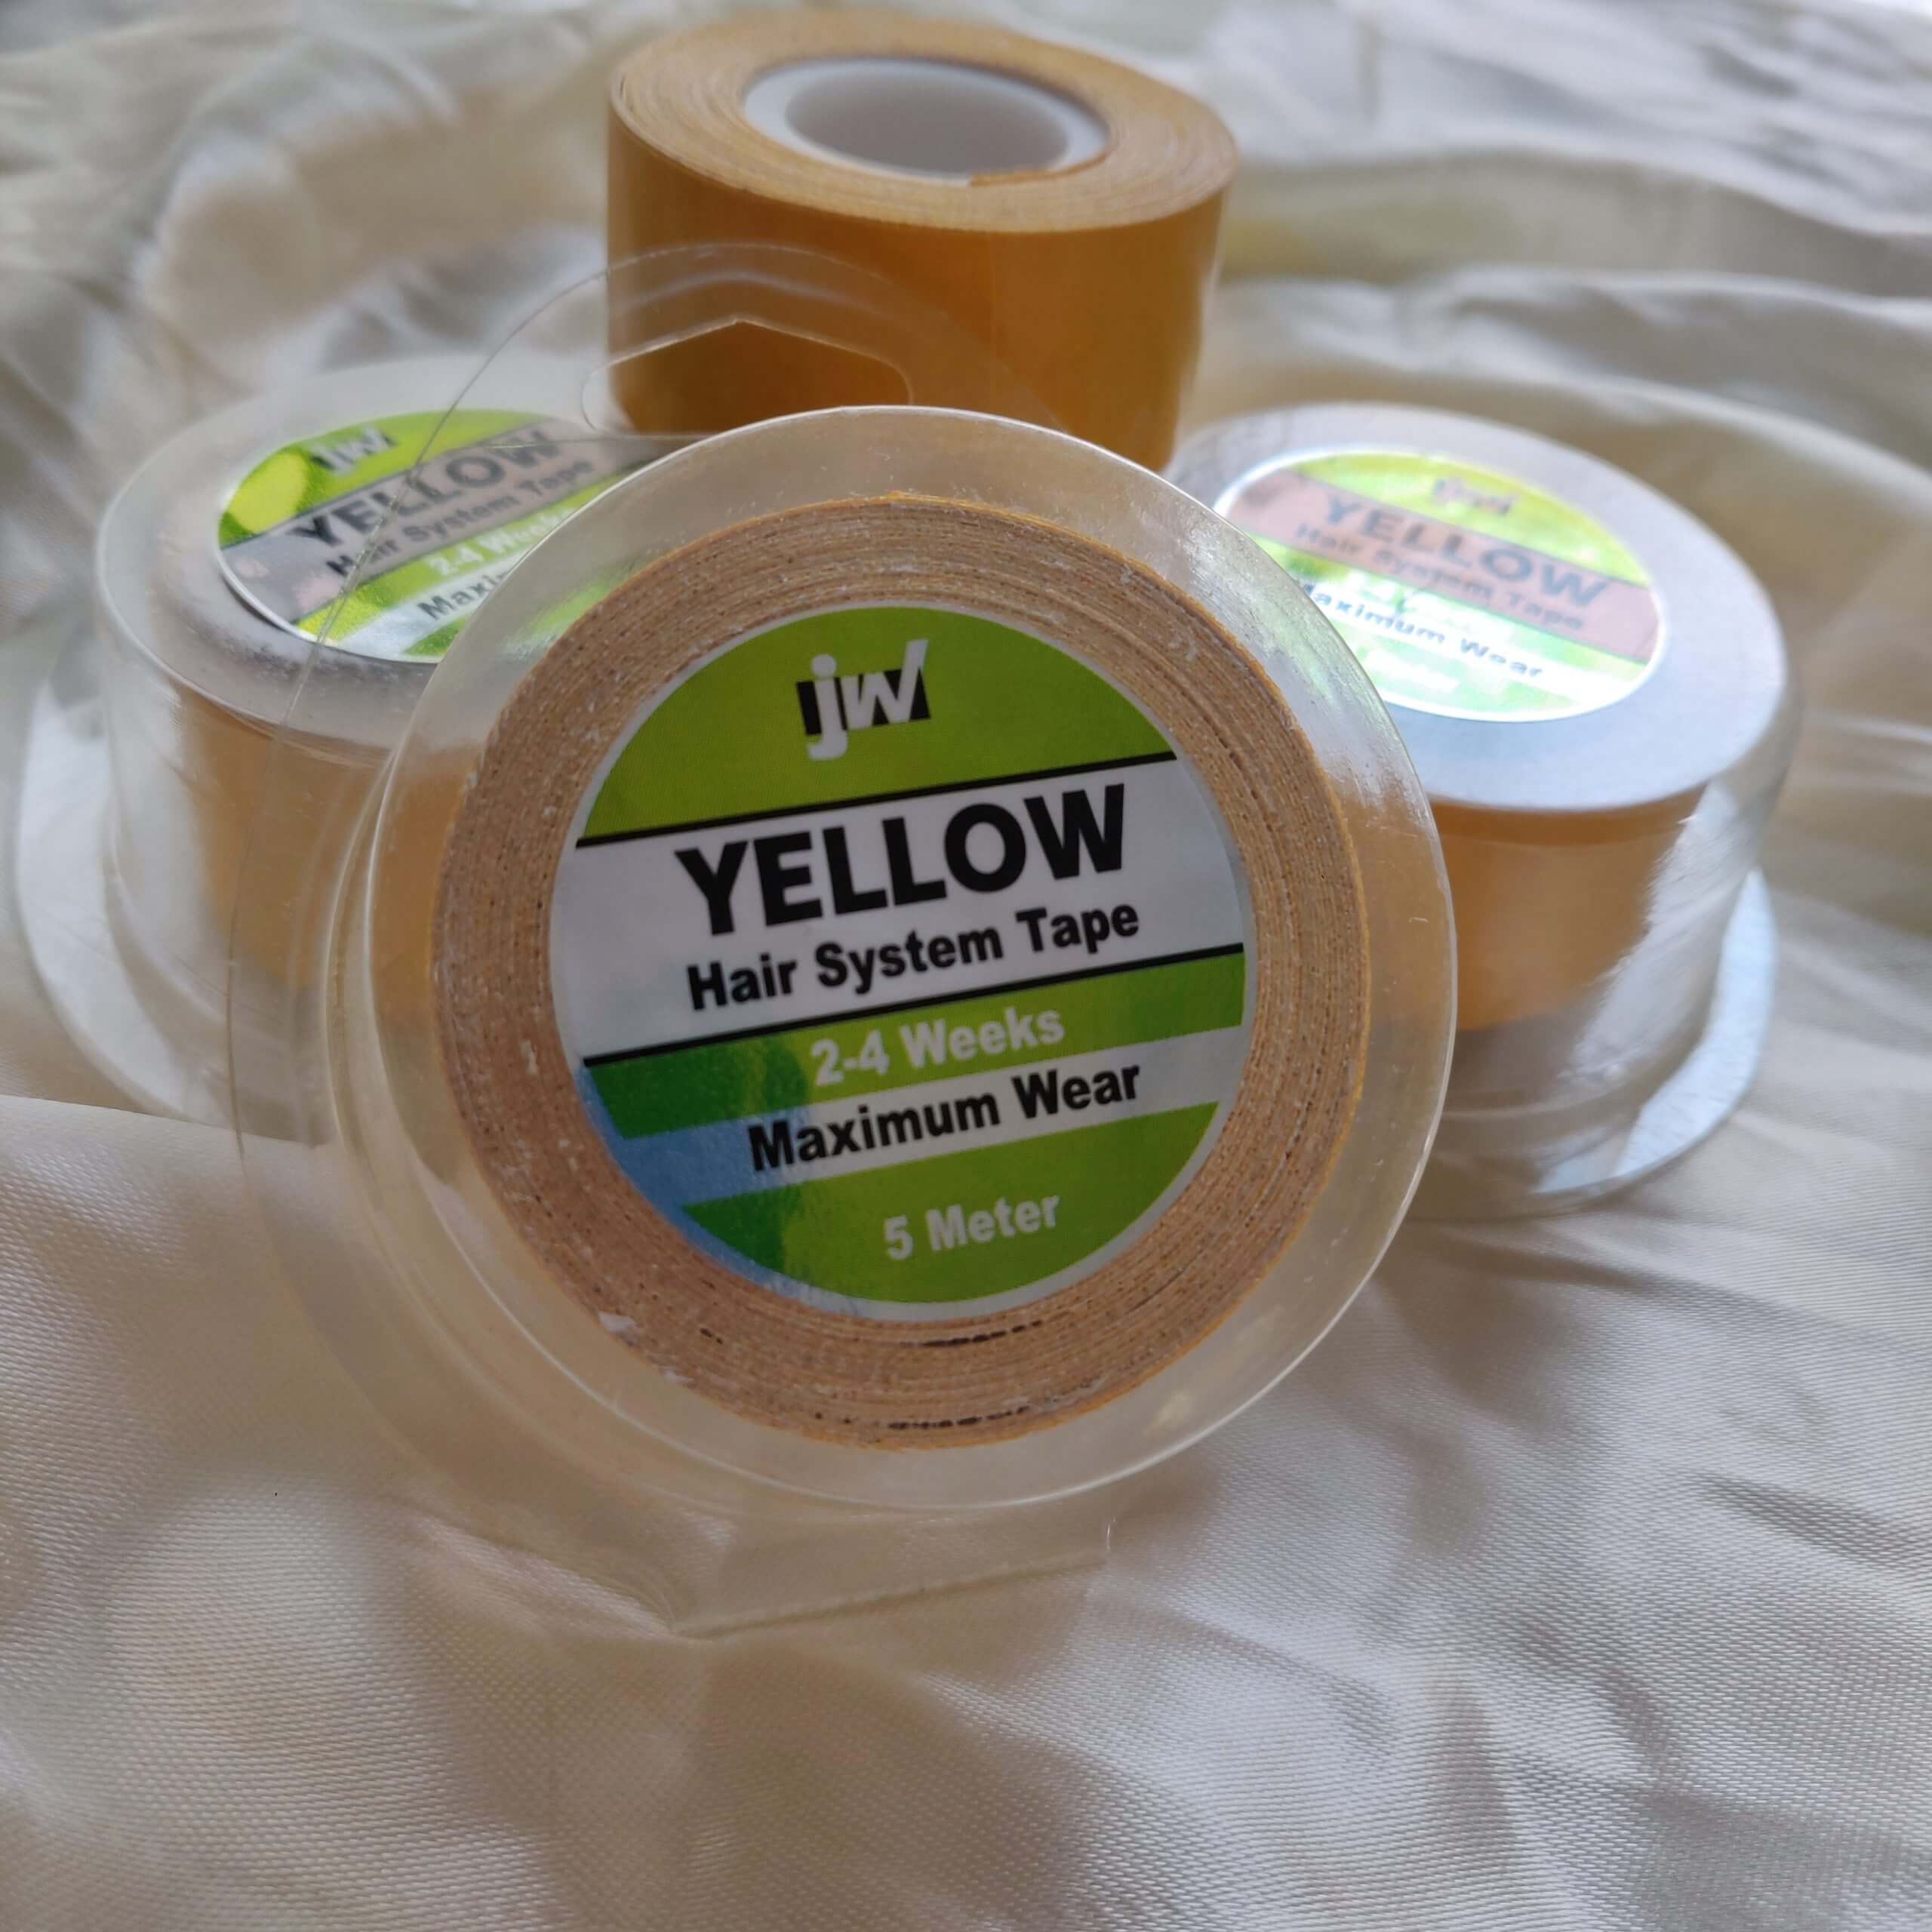 jw
YELLOW
Hair System Tape
2-4 Weeks
Maxi
jw
YELLOW
Hair System Tape
2-4 Weeks
Maximum Wear
5 Meter
YELLOW
Hair System Tape
Maximum Wear